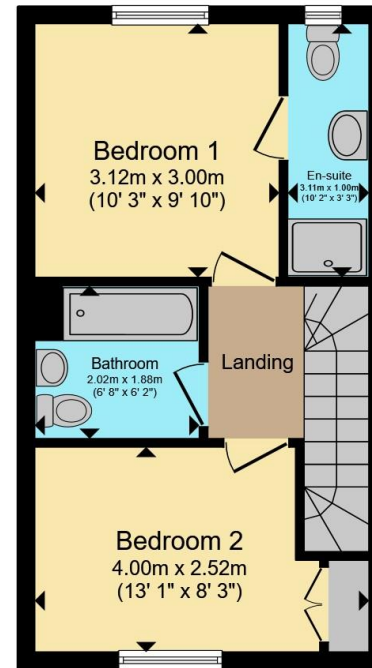 Bedroom 1
3.12m x 3.00m
(10' 3" x 9' 10")
En-suite
3.11m x 1.00m
(10' 2" x 3' 3")
Bathroom
2.02m x 1.88m
(6' 8" x 6' 2")
Landing
Bedroom 2
4.00m x 2.52m
(13' 1" x 8' 3")